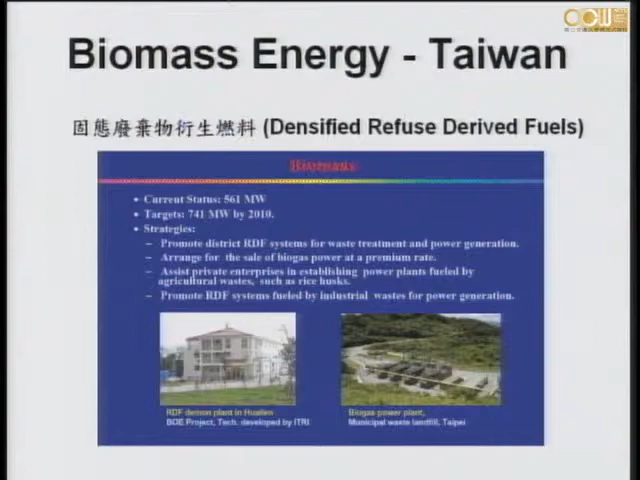 OCW
Biomass Energy - Taiwan
固態廢棄物衍生燃料 (Densified Refuse Derived Fuels)
Biomass
• Current Status: 561 MW
• Targets: 741 MW by 2010.
• Strategies:
– Promote district RDF systems for waste treatment and power generation.
– Arrange for the sale of biogas power at a premium rate.
– Assist private enterprises in establishing power plants fueled by
agricultural wastes, such as rice husks.
– Promote RDF systems fueled by industrial wastes for power generation.
RDF demon plant in Hualien
BOE Project, Tech. developed by ITRI
Biogas power plant,
Municipal waste landfill, Taipei